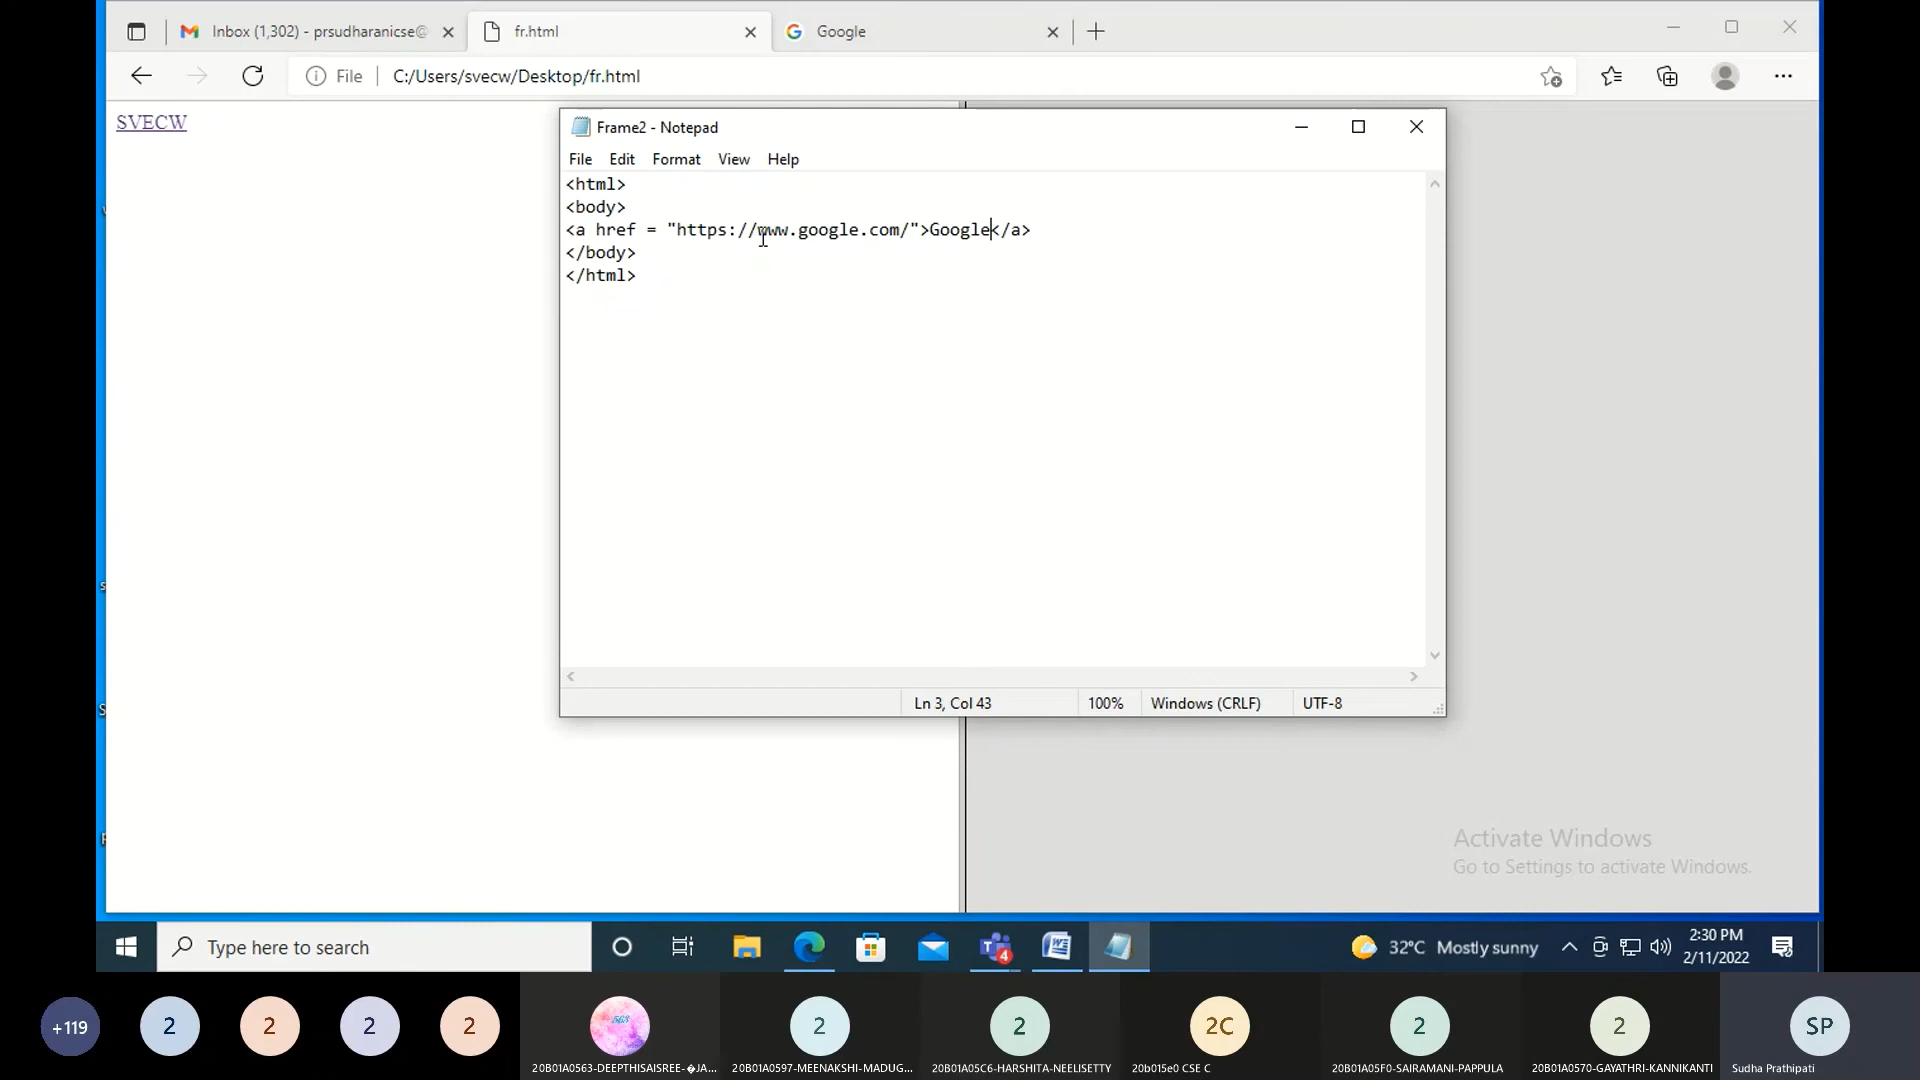 Inbox (1,302) - prsudharanicse@
fr.html
Google
File
C:/Users/svecw/Desktop/fr.html
SVECW
Frame2 - Notepad
File Edit Format View Help
<html>
<body>
<a href = "https://www.google.com/">Google</a>
</body>
</html>
Ln 3, Col 43
100%
Windows (CRLF)
UTF-8
Activate Windows
Go to Settings to activate Windows.
Type here to search
4
32°C Mostly sunny
2:30 PM
2/11/2022
+119
2
2
2
2
2
2
2C
2
2
SP
20B01A0563-DEEPTHISAISREE-�JA...
20B01A0597-MEENAKSHI-MADUG...
20B01A05C6-HARSHITA-NEELISETTY
20b015e0 CSE C
20B01A05F0-SAIRAMANI-PAPPULA
20B01A0570-GAYATHRI-KANNIKANTI
Sudha Prathipati